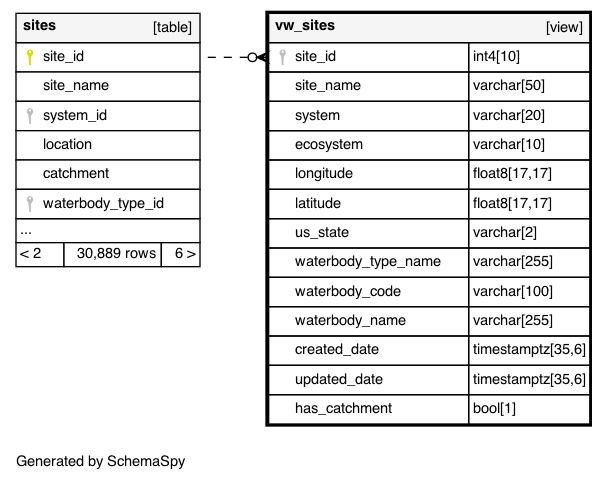 sites [table]
site_id
site_name
system_id
location
catchment
waterbody_type_id
...
< 2 30,889 rows 6 >
vw_sites [view]
site_id int4[10]
site_name varchar[50]
system varchar[20]
ecosystem varchar[10]
longitude float8[17,17]
latitude float8[17,17]
us_state varchar[2]
waterbody_type_name varchar[255]
waterbody_code varchar[100]
waterbody_name varchar[255]
created_date timestamptz[35,6]
updated_date timestamptz[35,6]
has_catchment bool[1]
Generated by SchemaSpy